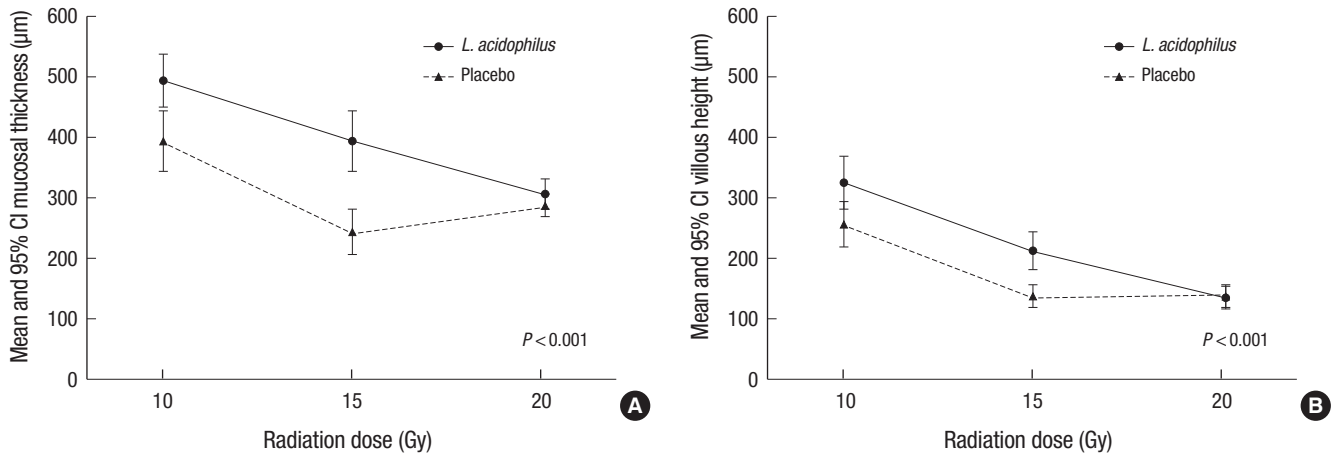 Mean and 95% CI mucosal thickness (µm)
600
500
400
300
200
100
0
L. acidophilus
Placebo
P < 0.001
10
15
20
Radiation dose (Gy)
A
Mean and 95% CI villous height (µm)
600
500
400
300
200
100
0
L. acidophilus
Placebo
P < 0.001
10
15
20
Radiation dose (Gy)
B